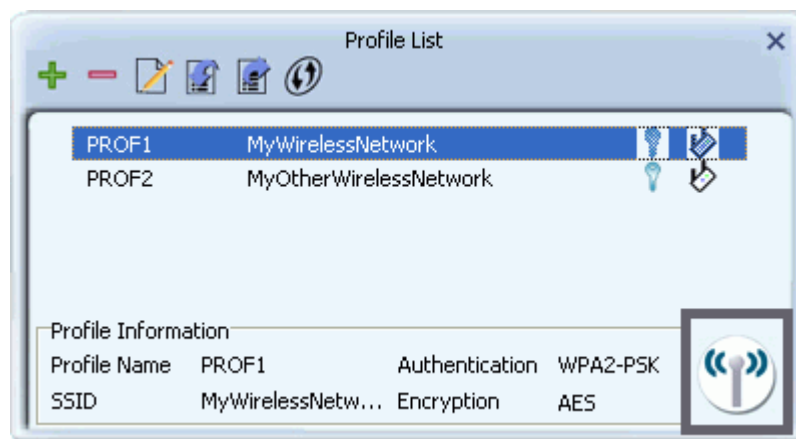 Profile List
PROF1 MyWirelessNetwork
PROF2 MyOtherWirelessNetwork
Profile Information
Profile Name PROF1 Authentication WPA2-PSK
SSID MyWirelessNetw... Encryption AES